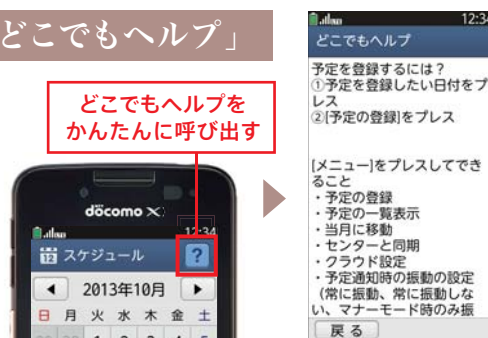 どこでもヘルプ」
どこでもヘルプを
かんたんに呼び出す
döcomo
12:34
スケジュール
?
12
2013年10月
日 月 火 水 木 金 土
1 2 3 4 5
12:34
どこでもヘルプ
予定を登録するには?
①予定を登録したい日付をプ
レス
②[予定の登録]をプレス
[メニュー]をプレスしてでき
ること
・予定の登録
・予定の一覧表示
・当月に移動
・センターと同期
・クラウド設定
・予定通知時の振動の設定
(常に振動、常に振動しな
い、マナーモード時のみ振
戻る